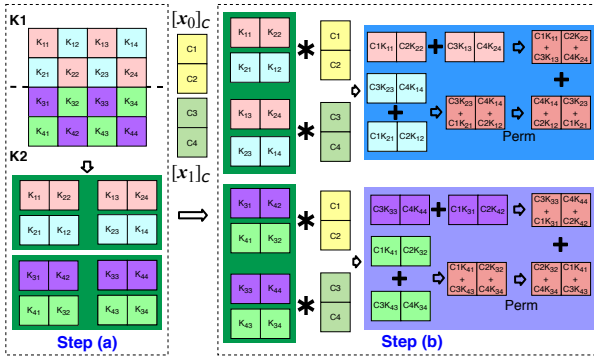 K1
K11 K12 K13 K14
K21 K22 K23 K24
K31 K32 K33 K34
K41 K42 K43 K44
K2
K11 K22 K13 K24
K21 K12 K23 K14
K31 K42 K33 K44
K41 K32 K43 K34
Step (a)
[x0]C
C1
C2
C3
C4
[x1]C
K11 K22 * C1
K21 K12 C2
K13 K24 * C3
K23 K14 C4
C1K11 C2K22 + C3K13 C4K24
C1K11 + C3K13 C2K22 + C4K24
+
C3K23 C4K14
+
C1K21 C2K12
C3K23 + C1K21 C4K14 + C2K12
C4K14 + C2K12 C3K23 + C1K21
Perm
K31 K42 * C1
K41 K32 C2
K33 K44 * C3
K43 K34 C4
C3K33 C4K44 + C1K31 C2K42
C3K33 + C1K31 C4K44 + C2K42
+
C1K41 C2K32
+
C3K43 C4K34
C1K41 + C3K43 C2K32 + C4K34
C2K32 + C4K34 C1K41 + C3K43
Perm
Step (b)